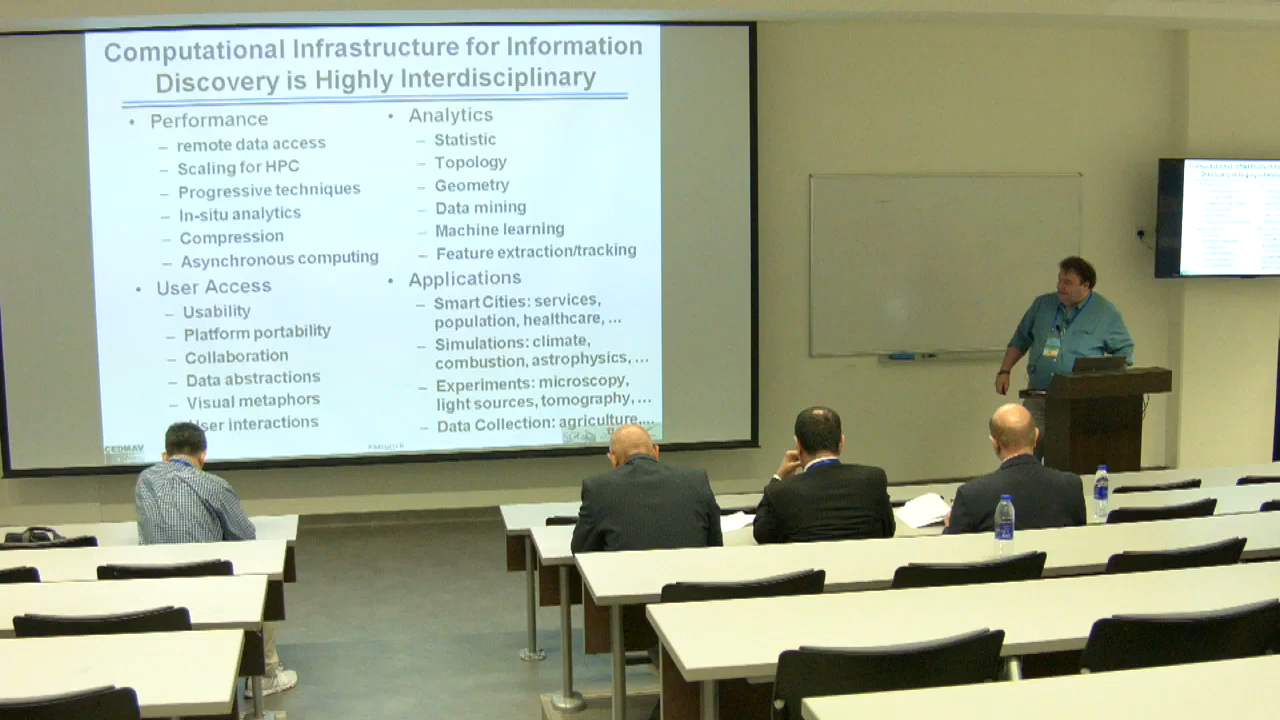 Computational Infrastructure for Information
Discovery is Highly Interdisciplinary
• Performance
– remote data access
– Scaling for HPC
– Progressive techniques
– In-situ analytics
– Compression
– Asynchronous computing
• User Access
– Usability
– Platform portability
– Collaboration
– Data abstractions
– Visual metaphors
User interactions
• Analytics
– Statistic
– Topology
– Geometry
– Data mining
– Machine learning
– Feature extraction/tracking
• Applications
– Smart Cities: services,
population, healthcare, ...
– Simulations: climate,
combustion, astrophysics, ...
– Experiments: microscopy,
light sources, tomography, ...
– Data Collection: agriculture,...
CEDMAV